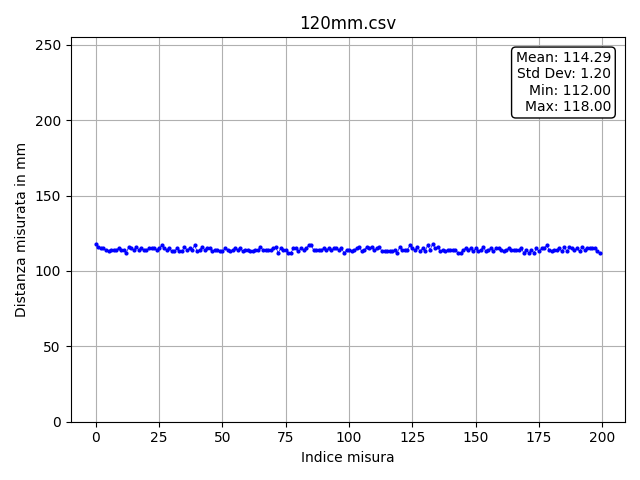 120mm.csv
Mean: 114.29
Std Dev: 1.20
Min: 112.00
Max: 118.00
250
200
150
100
50
0
Distanza misurata in mm
0 25 50 75 100 125 150 175 200
Indice misura